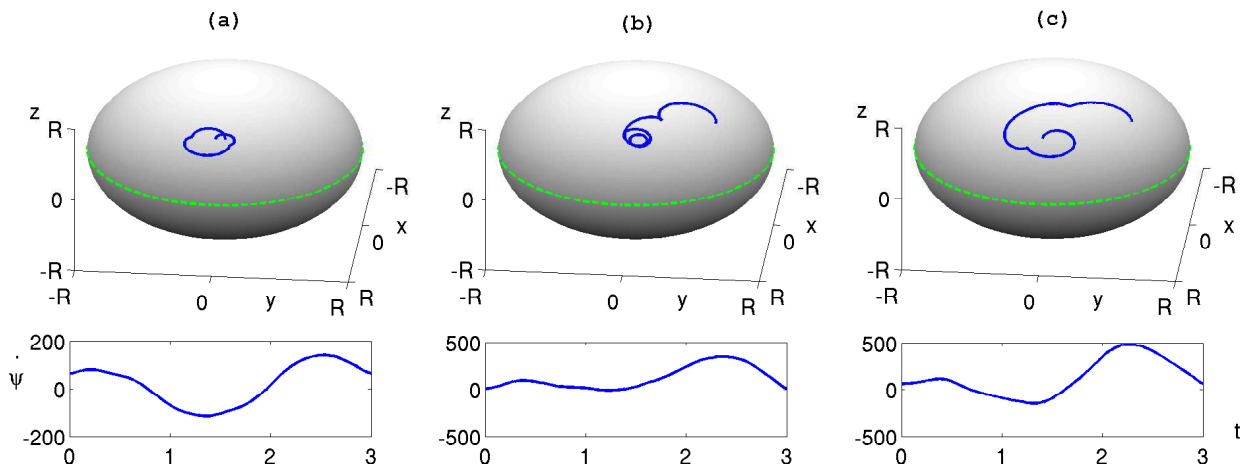 (a) (b) (c)
z R 0 -R -R 0 y R R 0 x -R
z R 0 -R -R 0 y R R 0 x -R
z R 0 -R -R 0 y R R 0 x -R
ψ̇ 200 0 -200 0 1 2 3
500 0 -500 0 1 2 3
500 0 -500 0 1 2 3 t